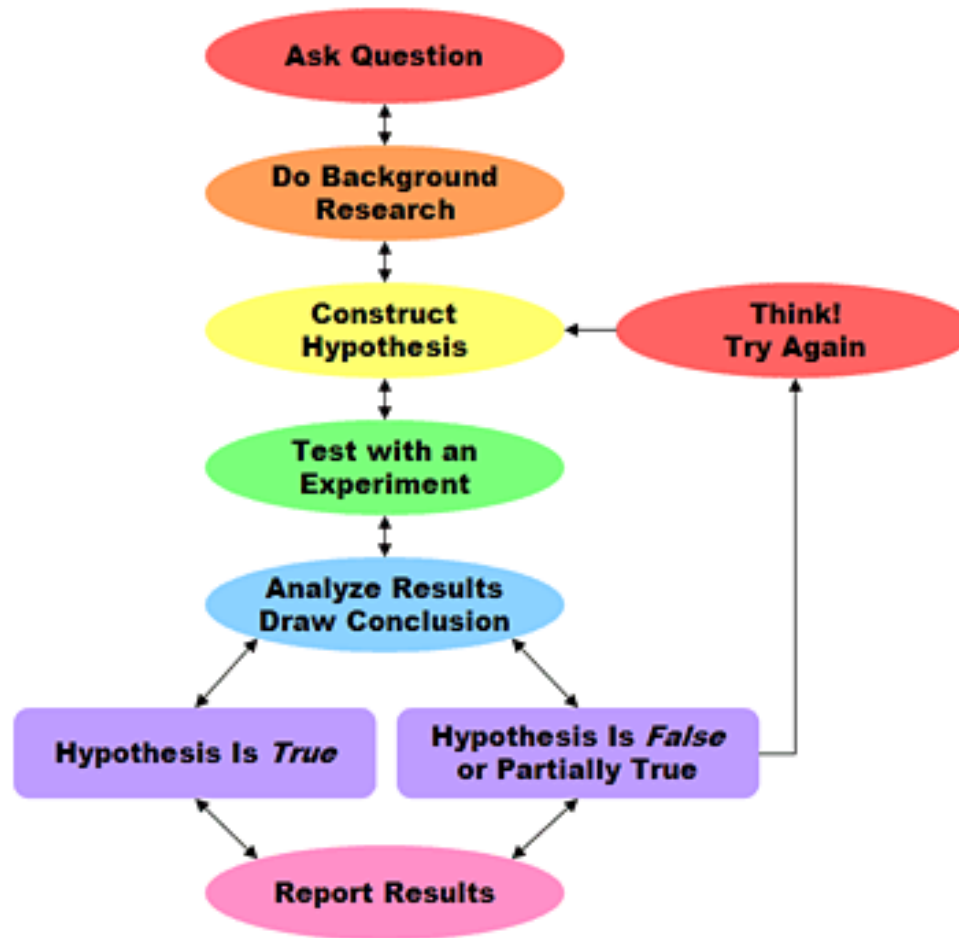 Ask Question
Do Background
Research
Construct
Hypothesis
Think!
Try Again
Test with an
Experiment
Analyze Results
Draw Conclusion
Hypothesis Is True
Hypothesis Is False
or Partially True
Report Results